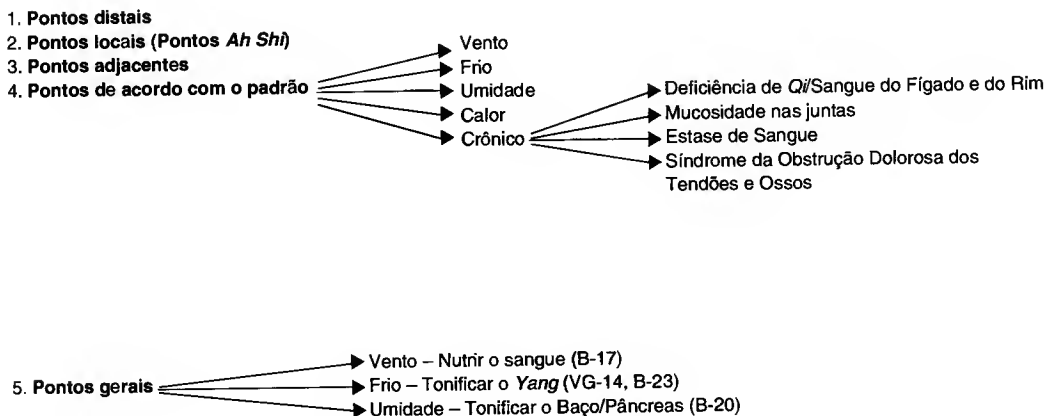 1. Pontos distais
2. Pontos locais (Pontos Ah Shi)
3. Pontos adjacentes
4. Pontos de acordo com o padrão
Vento
Frio
Umidade
Calor
Crônico
Deficiência de Qi/Sangue do Fígado e do Rim
Mucosidade nas juntas
Estase de Sangue
Síndrome da Obstrução Dolorosa dos
Tendões e Ossos
5. Pontos gerais
Vento – Nutrir o sangue (B-17)
Frio – Tonificar o Yang (VG-14, B-23)
Umidade – Tonificar o Baço/Pâncreas (B-20)